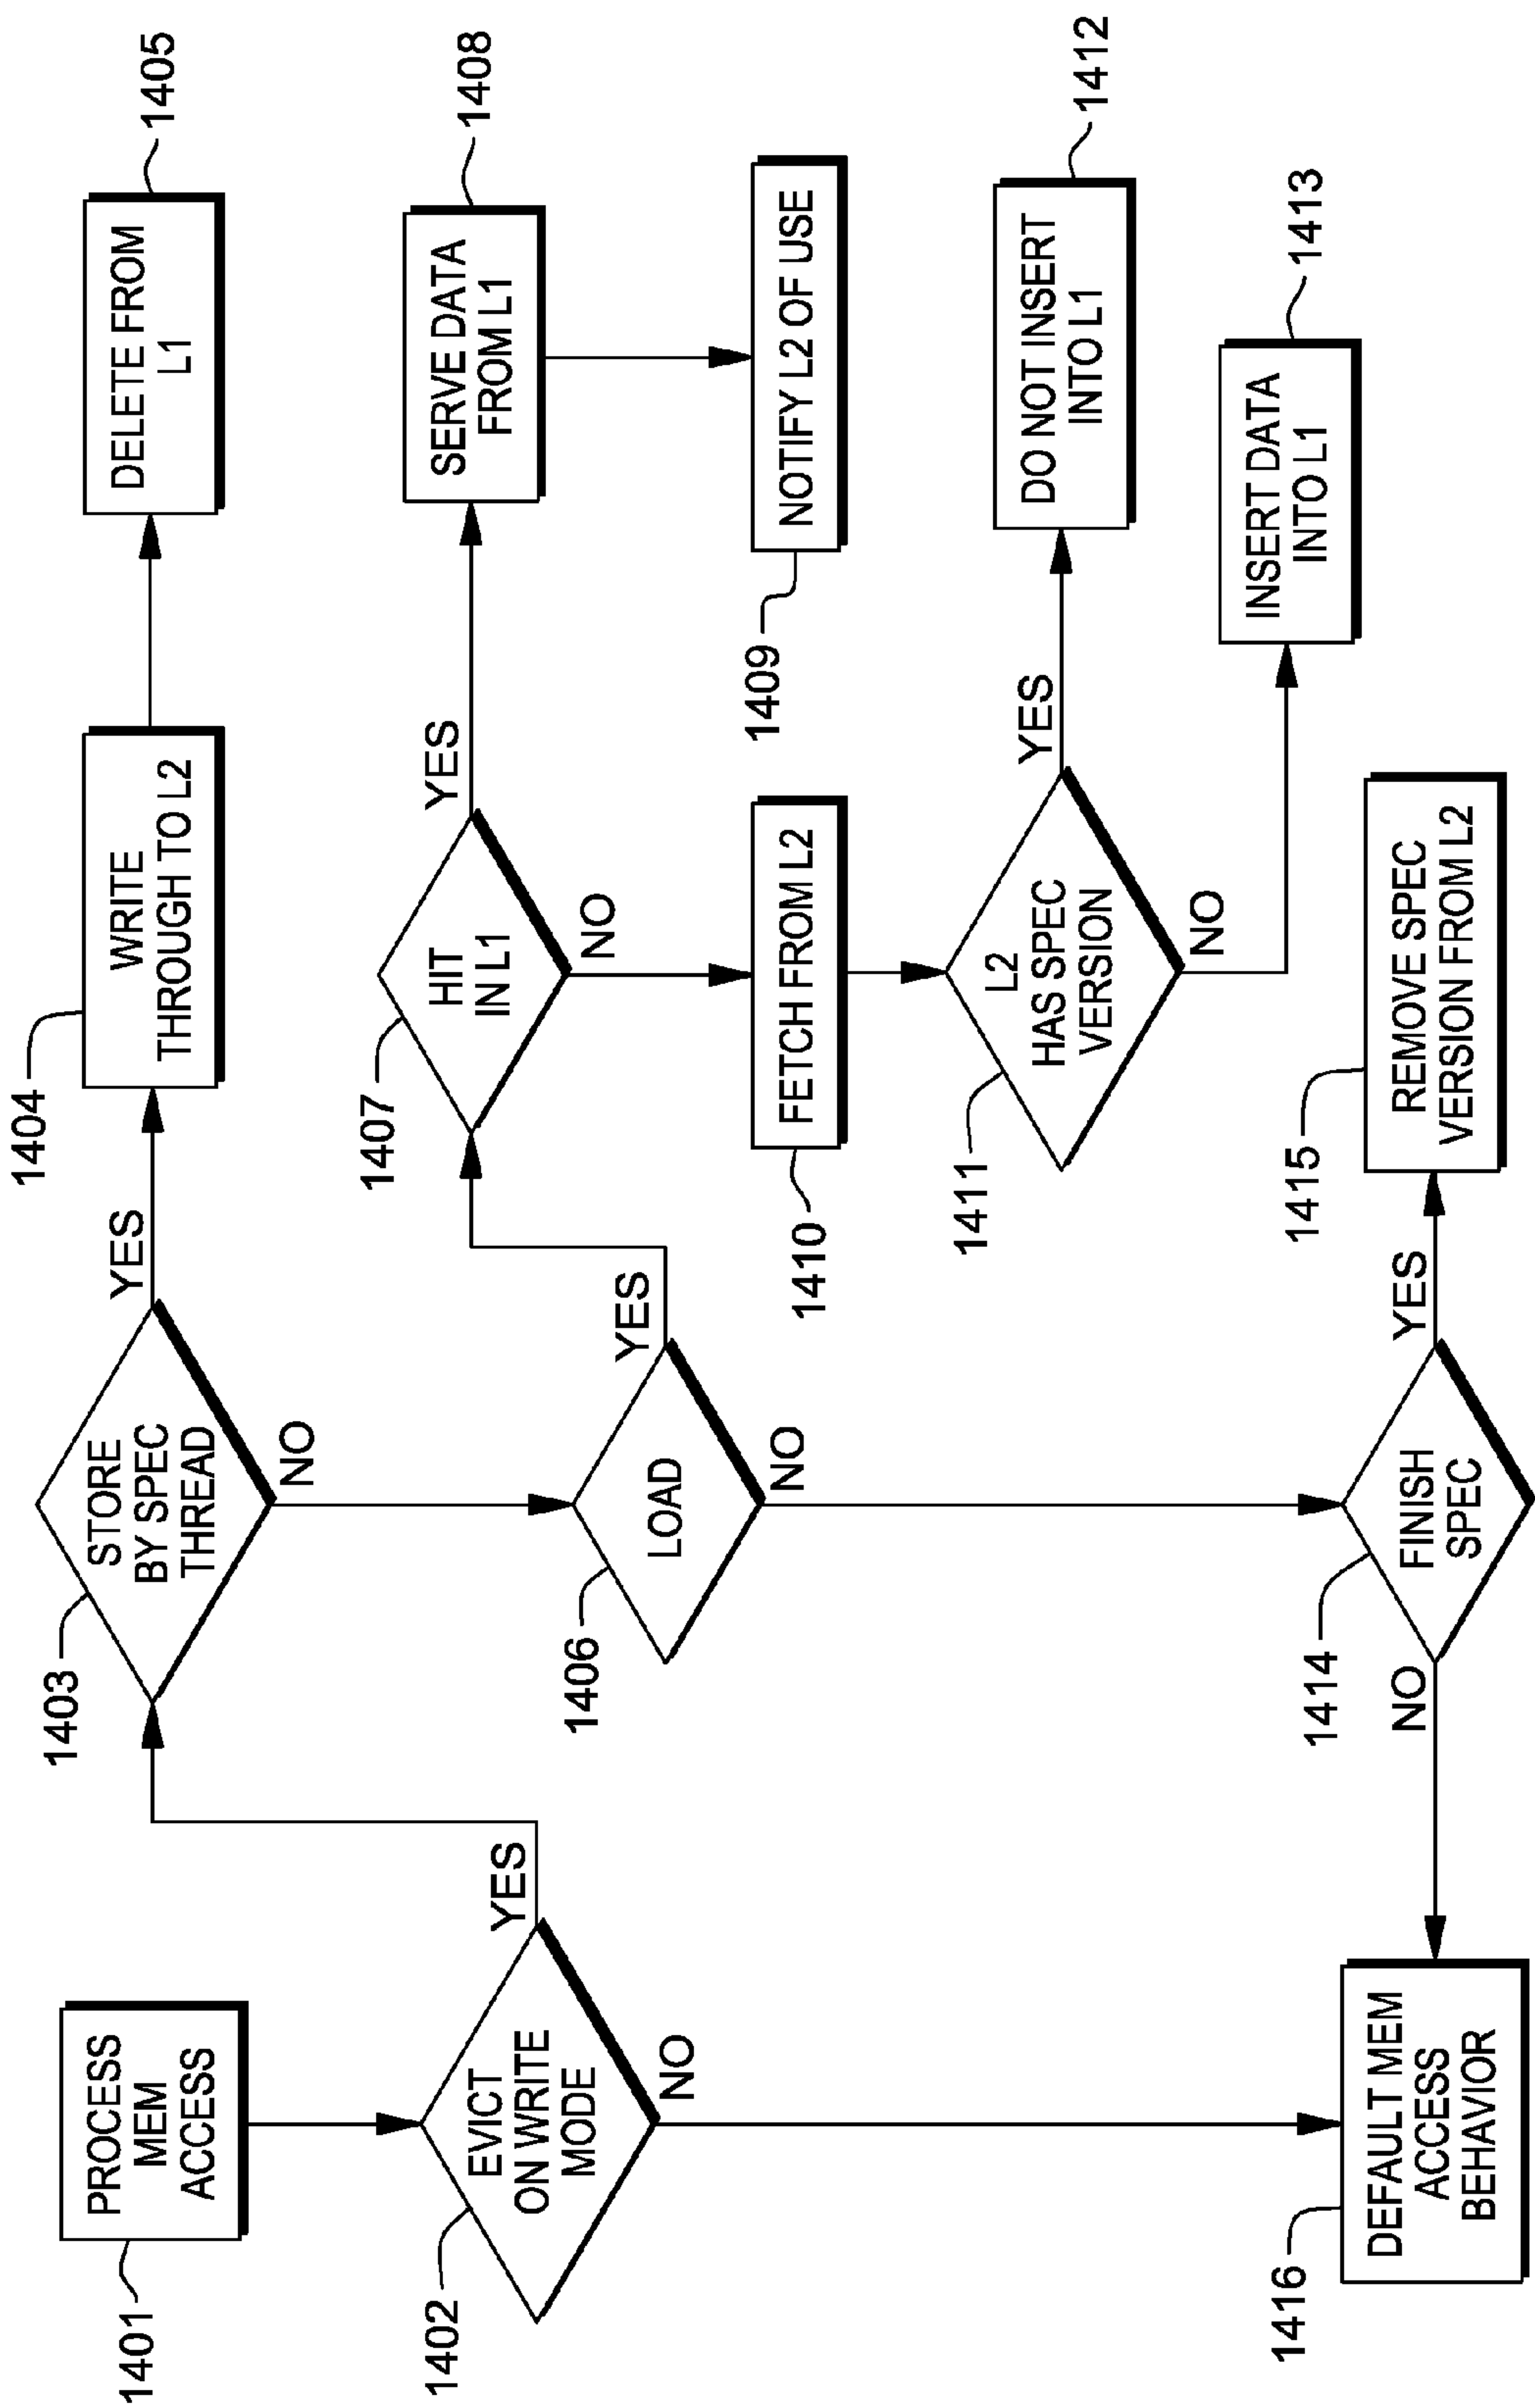 1401
PROCESS
MEM
ACCESS
1402
EVICT
ON WRITE
MODE
YES
NO
1403
STORE
BY SPEC
THREAD
YES
NO
1404
WRITE
THROUGH TO L2
DELETE FROM
L1
1405
1406
LOAD
YES
NO
1407
HIT
IN L1
YES
NO
SERVE DATA
FROM L1
1408
NOTIFY L2 OF USE
1409
FETCH FROM L2
1410
1411
L2
HAS SPEC
VERSION
YES
NO
DO NOT INSERT
INTO L1
1412
INSERT DATA
INTO L1
1413
1414
FINISH
SPEC
YES
NO
1415
REMOVE SPEC
VERSION FROM L2
1416
DEFAULT MEM
ACCESS
BEHAVIOR